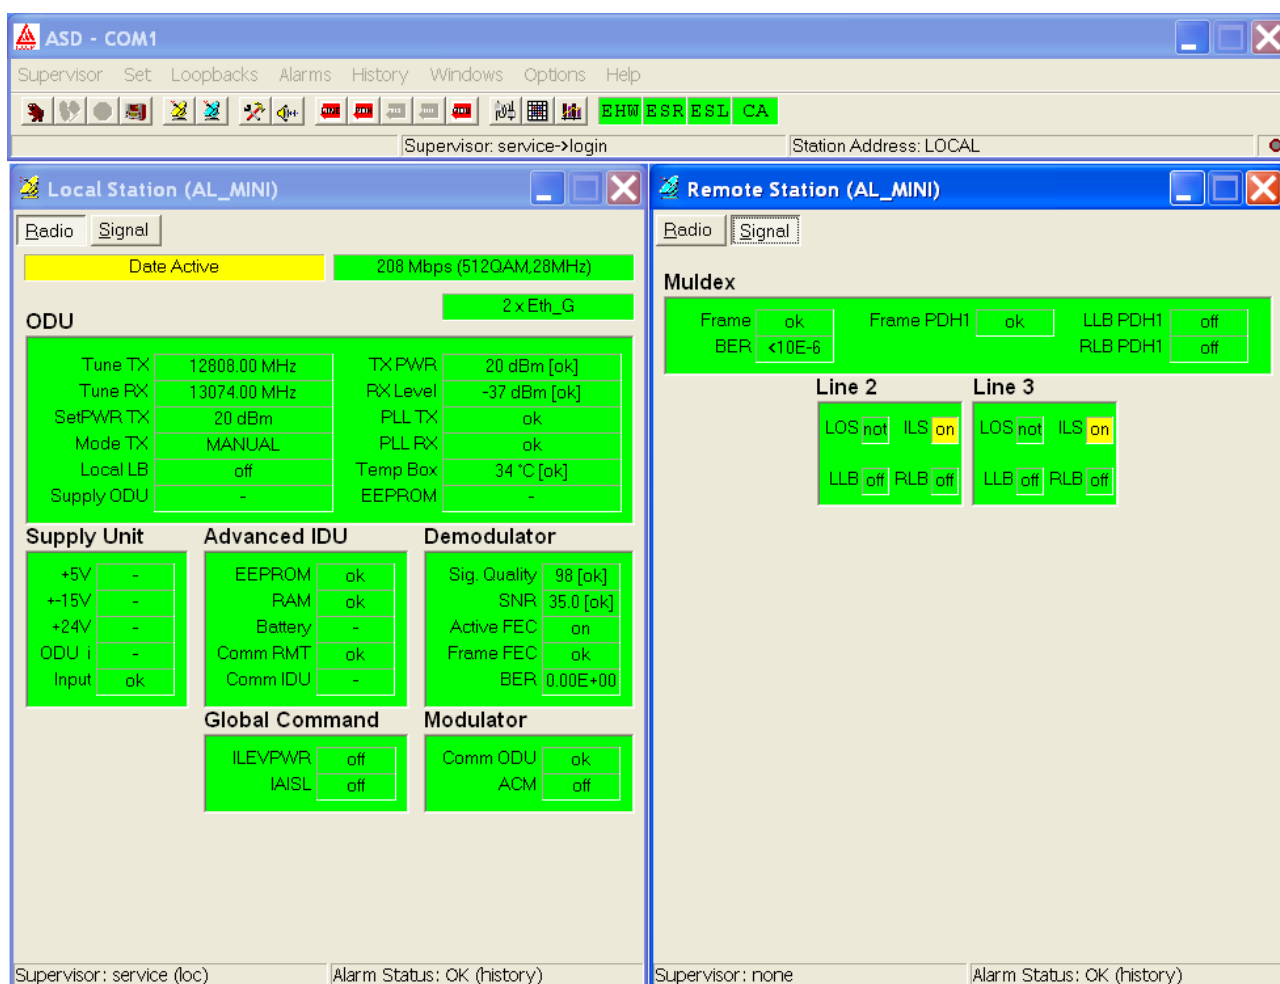 ASD - COM1
Supervisor Set Loopbacks Alarms History Windows Options Help
EHW ESR ESL CA
Supervisor: service->login Station Address: LOCAL
Local Station (AL_MINI)
Radio Signal
Date Active 208 Mbps (512QAM,28MHz)
2 x Eth_G
ODU
Tune TX 12808.00 MHz TX PWR 20 dBm [ok]
Tune RX 13074.00 MHz RX Level -37 dBm [ok]
SetPWR TX 20 dBm PLL TX ok
Mode TX MANUAL PLL RX ok
Local LB off Temp Box 34 °C [ok]
Supply ODU - EEPROM -
Supply Unit Advanced IDU Demodulator
+5V - EEPROM ok Sig. Quality 98 [ok]
+-15V - RAM ok SNR 35.0 [ok]
+24V - Battery - Active FEC on
ODU i - Comm RMT ok Frame FEC ok
Input ok Comm IDU - BER 0.00E+00
Global Command Modulator
ILEVPWR off Comm ODU ok
IAISL off ACM off
Supervisor: service (loc) Alarm Status: OK (history)
Remote Station (AL_MINI)
Radio Signal
Muldex
Frame ok Frame PDH1 ok LLB PDH1 off
BER <10E-6 RLB PDH1 off
Line 2 Line 3
LOS not ILS on LOS not ILS on
LLB off RLB off LLB off RLB off
Supervisor: none Alarm Status: OK (history)